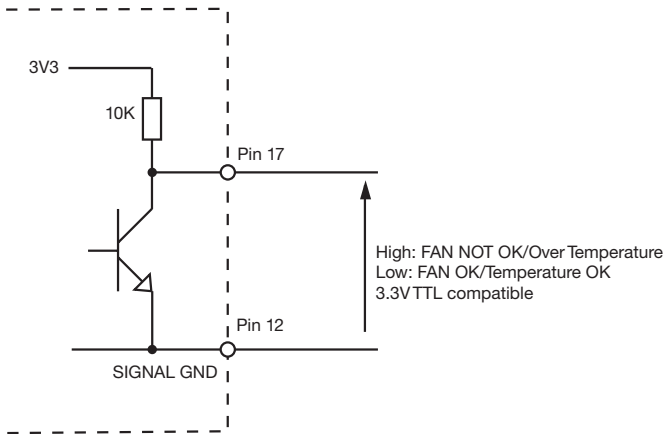 3V3
10K
Pin 17
High: FAN NOT OK/Over Temperature
Low: FAN OK/Temperature OK
3.3V TTL compatible
Pin 12
SIGNAL GND